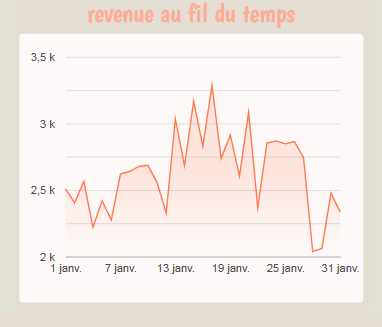 revenue au fil du temps
3,5 k
3 k
2,5 k
2 k
1 janv. 7 janv. 13 janv. 19 janv. 25 janv. 31 janv.